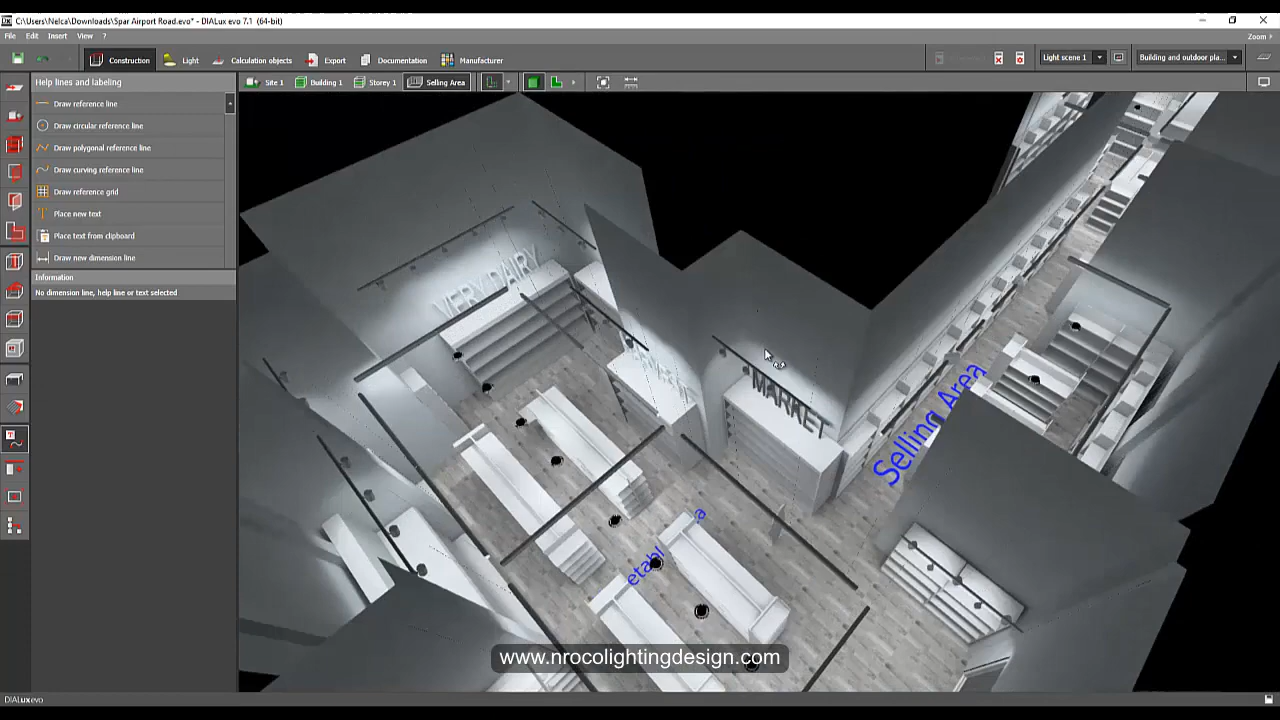 C:\Users\Nelca\Downloads\Spar Airport Road.evo* - DIALux evo 7.1 (64-bit)
File Edit Insert View ?
Zoom
Construction Light Calculation objects Export Documentation Manufacturer
Light scene 1
Building and outdoor pla...
Help lines and labeling
Site 1 Building 1 Storey 1 Selling Area
Draw reference line
Draw circular reference line
Draw polygonal reference line
Draw curving reference line
Draw reference grid
Place new text
Place text from clipboard
Draw new dimension line
Information
No dimension line, help line or text selected
VERY DAIRY
MARKET
Selling Area
etabl
a
www.nrocolightingdesign.com
DIALux evo